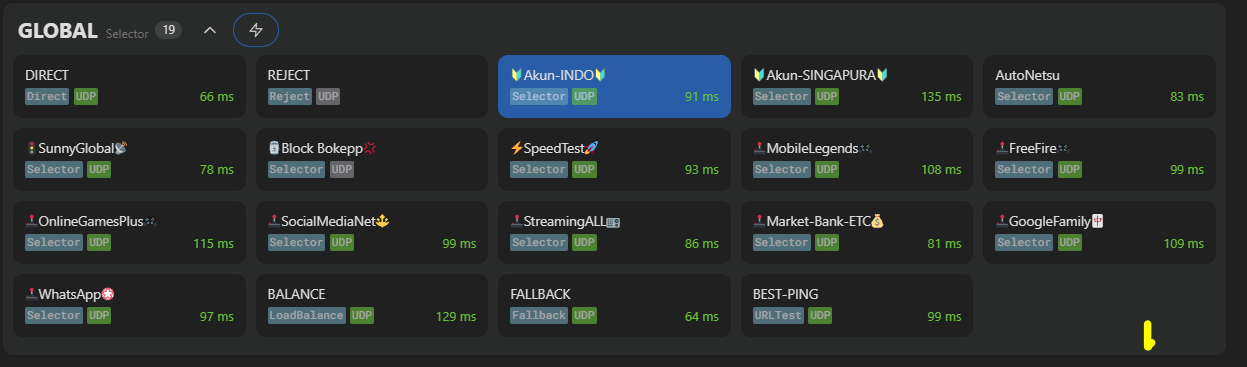 GLOBAL Selector 19
DIRECT
Direct UDP 66 ms
REJECT
Reject UDP
🔰Akun-INDO🔰
Selector UDP 91 ms
🔰Akun-SINGAPURA🔰
Selector UDP 135 ms
AutoNetsu
Selector UDP 83 ms
🚦SunnyGlobal📡
Selector UDP 78 ms
Block Bokepp💢
Selector UDP
⚡SpeedTest🚀
Selector UDP 93 ms
🕹️MobileLegends🎮
Selector UDP 108 ms
🕹️FreeFire🎮
Selector UDP 99 ms
🕹️OnlineGamesPlus🎮
Selector UDP 115 ms
🕹️SocialMediaNet🔱
Selector UDP 99 ms
🕹️StreamingALL📺
Selector UDP 86 ms
🕹️Market-Bank-ETC💰
Selector UDP 81 ms
🕹️GoogleFamily🀄
Selector UDP 109 ms
🕹️WhatsApp💮
Selector UDP 97 ms
BALANCE
LoadBalance UDP 129 ms
FALLBACK
Fallback UDP 64 ms
BEST-PING
URLTest UDP 99 ms